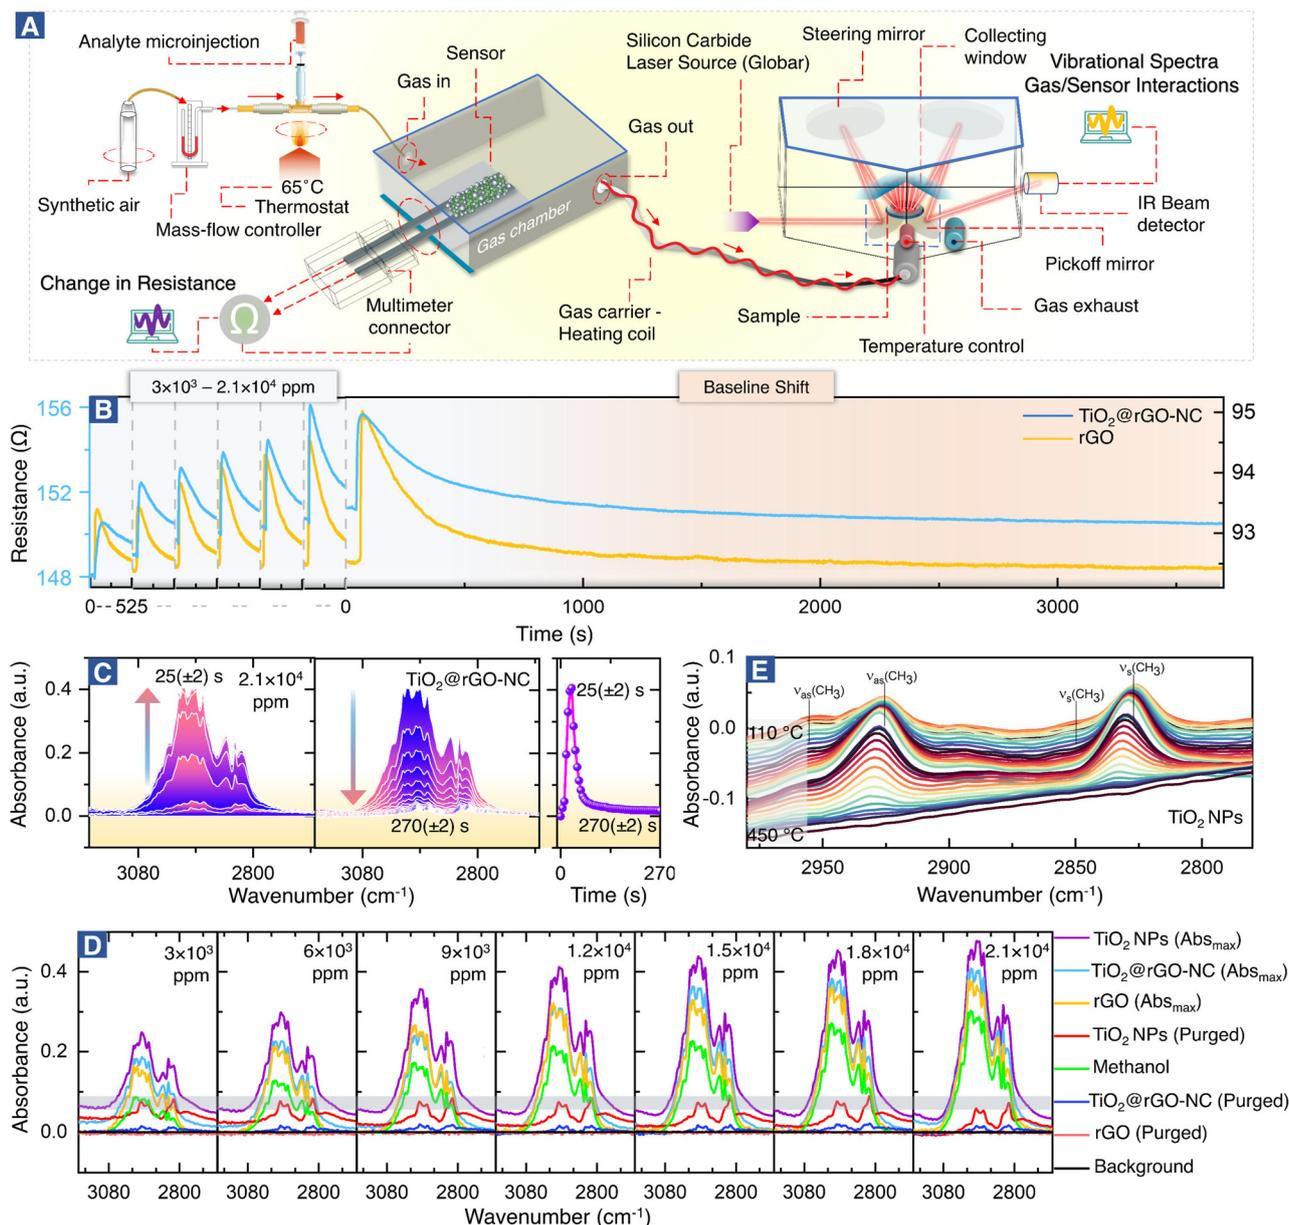 A
Analyte microinjection
Synthetic air
Mass-flow controller
65°C
Thermostat
Gas in
Sensor
Gas chamber
Gas out
Change in Resistance
Ω
Multimeter
connector
Gas carrier -
Heating coil
Silicon Carbide
Laser Source (Globar)
Steering mirror
Collecting
window
Vibrational Spectra
Gas/Sensor Interactions
IR Beam
detector
Pickoff mirror
Gas exhaust
Sample
Temperature control
B
3×10³ – 2.1×10⁴ ppm
Baseline Shift
TiO₂@rGO-NC
rGO
Resistance (Ω)
156
152
148
95
94
93
0--525
-- -- -- --
0
1000
2000
3000
Time (s)
C
25(±2) s
2.1×10⁴
ppm
TiO₂@rGO-NC
270(±2) s
25(±2) s
270(±2) s
Absorbance (a.u.)
0.4
0.2
0.0
3080
2800
3080
2800
0
270
Wavenumber (cm⁻¹)
Time (s)
E
Absorbance (a.u.)
0.1
0.0
-0.1
νas(CH₃)
νas(CH₃)
νs(CH₃)
νs(CH₃)
110 °C
450 °C
TiO₂ NPs
2950
2900
2850
2800
Wavenumber (cm⁻¹)
D
Absorbance (a.u.)
0.4
0.2
0.0
3×10³
ppm
6×10³
ppm
9×10³
ppm
1.2×10⁴
ppm
1.5×10⁴
ppm
1.8×10⁴
ppm
2.1×10⁴
ppm
3080 2800 3080 2800 3080 2800 3080 2800 3080 2800 3080 2800 3080 2800
Wavenumber (cm⁻¹)
TiO₂ NPs (Absmax)
TiO₂@rGO-NC (Absmax)
rGO (Absmax)
TiO₂ NPs (Purged)
Methanol
TiO₂@rGO-NC (Purged)
rGO (Purged)
Background